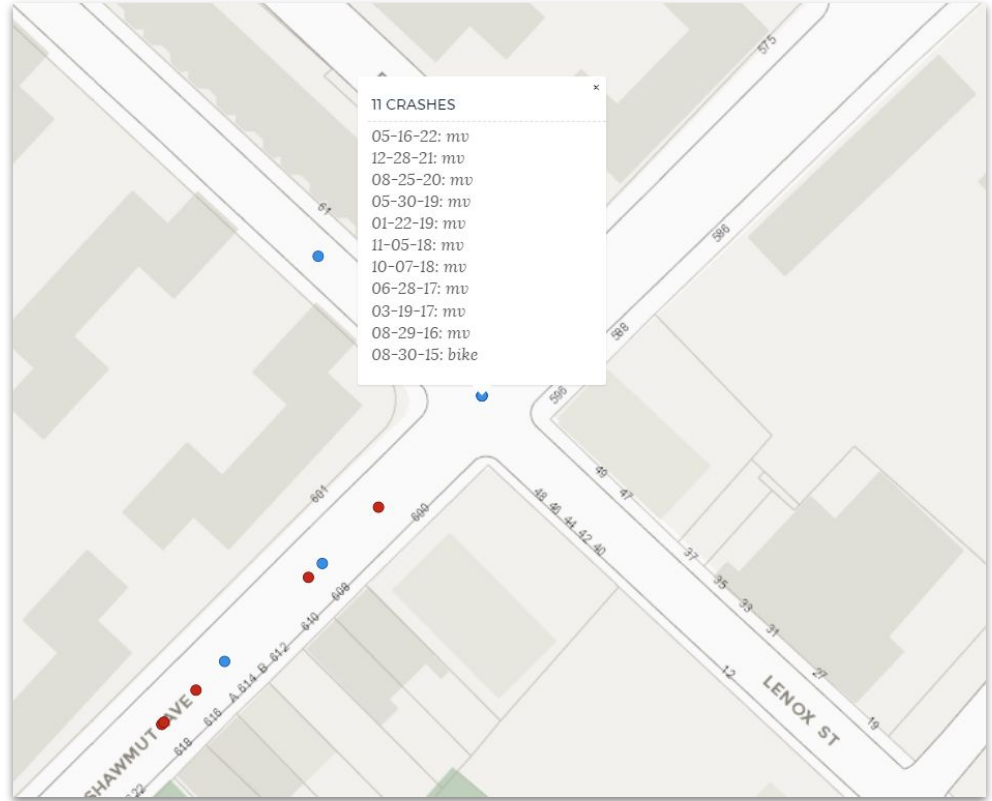 575
×
11 CRASHES
05-16-22: mv
12-28-21: mv
08-25-20: mv
05-30-19: mv
01-22-19: mv
11-05-18: mv
10-07-18: mv
06-28-17: mv
03-19-17: mv
08-29-16: mv
08-30-15: bike
61
586
588
596
601
600
49
47
48 46 44 42 40
37
35
33
31
27
19
12
608
610
612
A 614 B
616
618
SHAWMUT AVE
LENOX ST